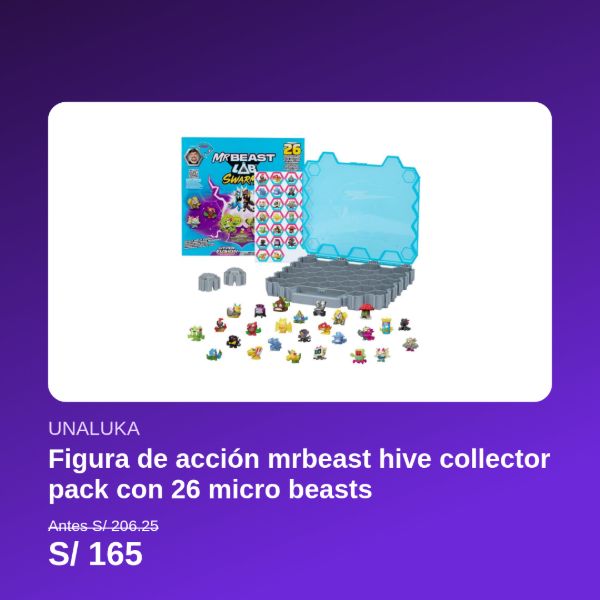 26
MRBEAST
LAB
SWARMS
UNALUKA
Figura de acción mrbeast hive collector
pack con 26 micro beasts
Antes S/ 206.25
S/ 165